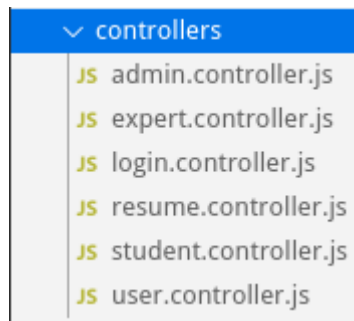 controllers
JS admin.controller.js
JS expert.controller.js
JS login.controller.js
JS resume.controller.js
JS student.controller.js
JS user.controller.js